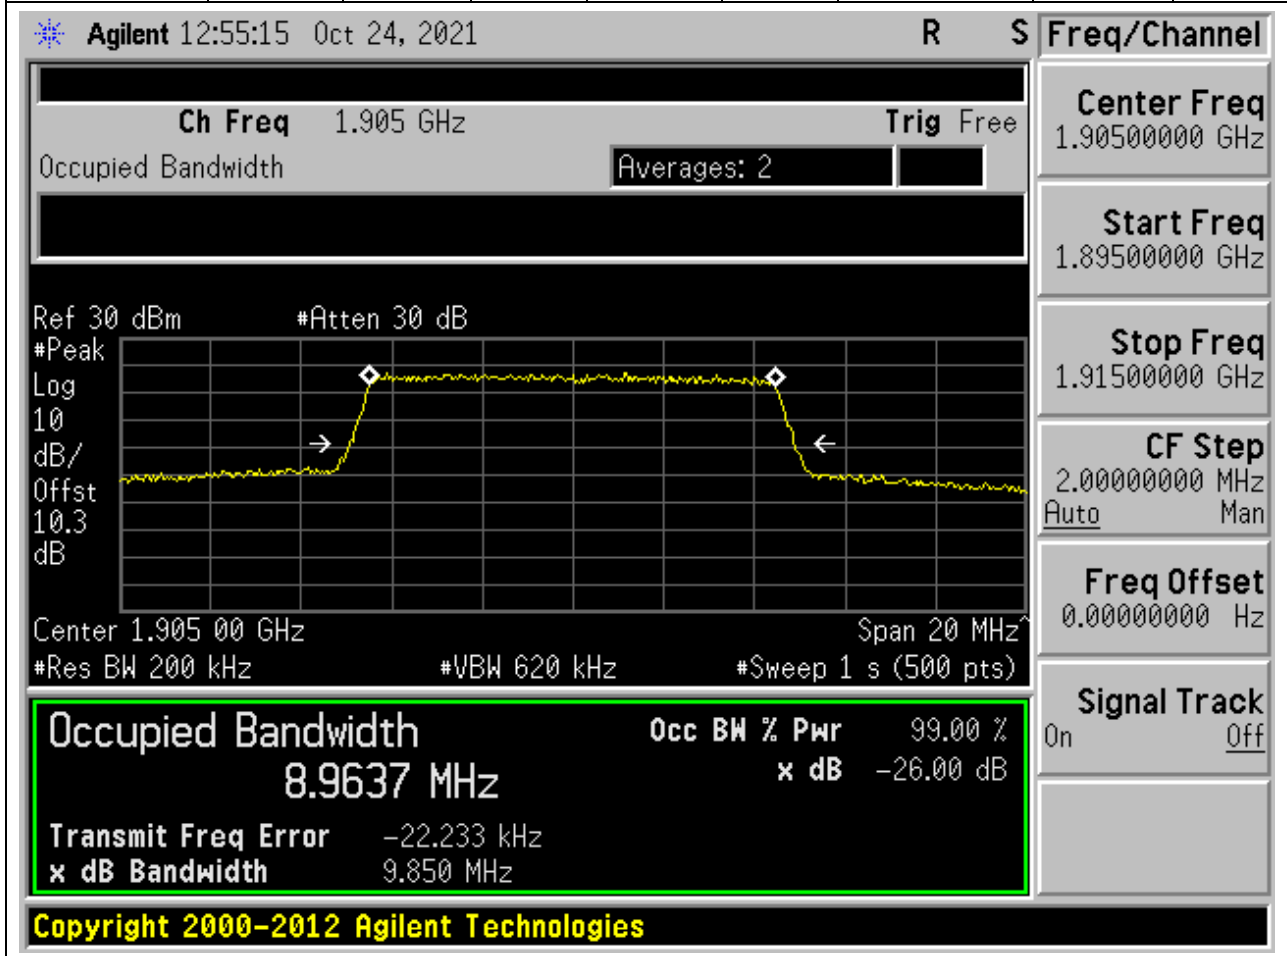 Agilent 12:55:15 Oct 24, 2021 R S
Freq/Channel
Ch Freq 1.905 GHz Trig Free
Occupied Bandwidth Averages: 2
Center Freq
1.90500000 GHz
Start Freq
1.89500000 GHz
Stop Freq
1.91500000 GHz
CF Step
2.00000000 MHz
Auto Man
Freq Offset
0.00000000 Hz
Signal Track
On Off
Ref 30 dBm #Atten 30 dB
#Peak
Log
10
dB/
Offst
10.3
dB
Center 1.905 00 GHz Span 20 MHz^
#Res BW 200 kHz #VBW 620 kHz #Sweep 1 s (500 pts)
Occupied Bandwidth Occ BW % Pwr 99.00 %
8.9637 MHz x dB -26.00 dB
Transmit Freq Error -22.233 kHz
x dB Bandwidth 9.850 MHz
Copyright 2000-2012 Agilent Technologies